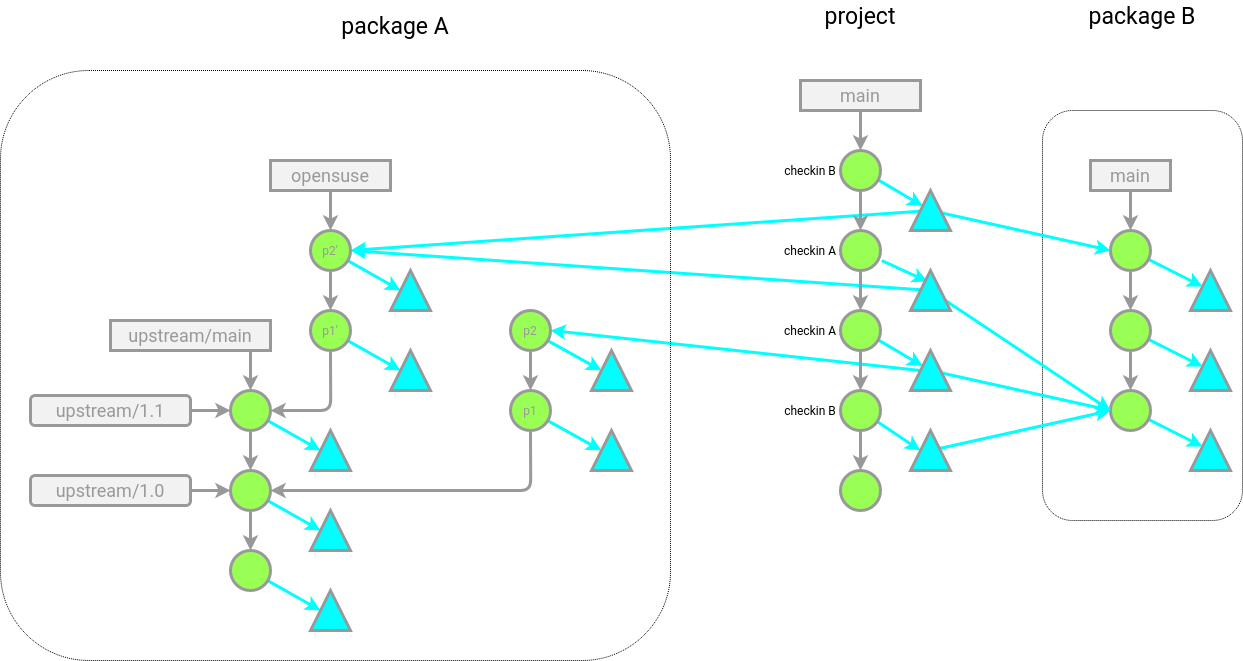 package A
project
package B
main
opensuse
checkin B
main
p2'
checkin A
upstream/main
p1'
p2
checkin A
upstream/1.1
p1
checkin B
upstream/1.0